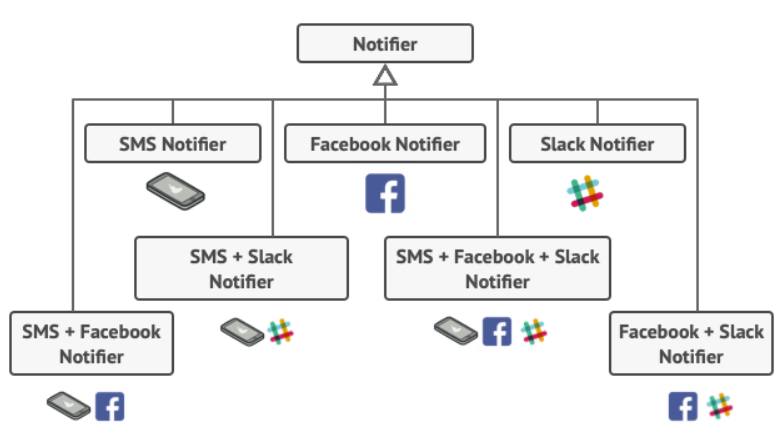 Notifier
SMS Notifier
Facebook Notifier
Slack Notifier
SMS + Slack
Notifier
SMS + Facebook + Slack
Notifier
SMS + Facebook
Notifier
Facebook + Slack
Notifier